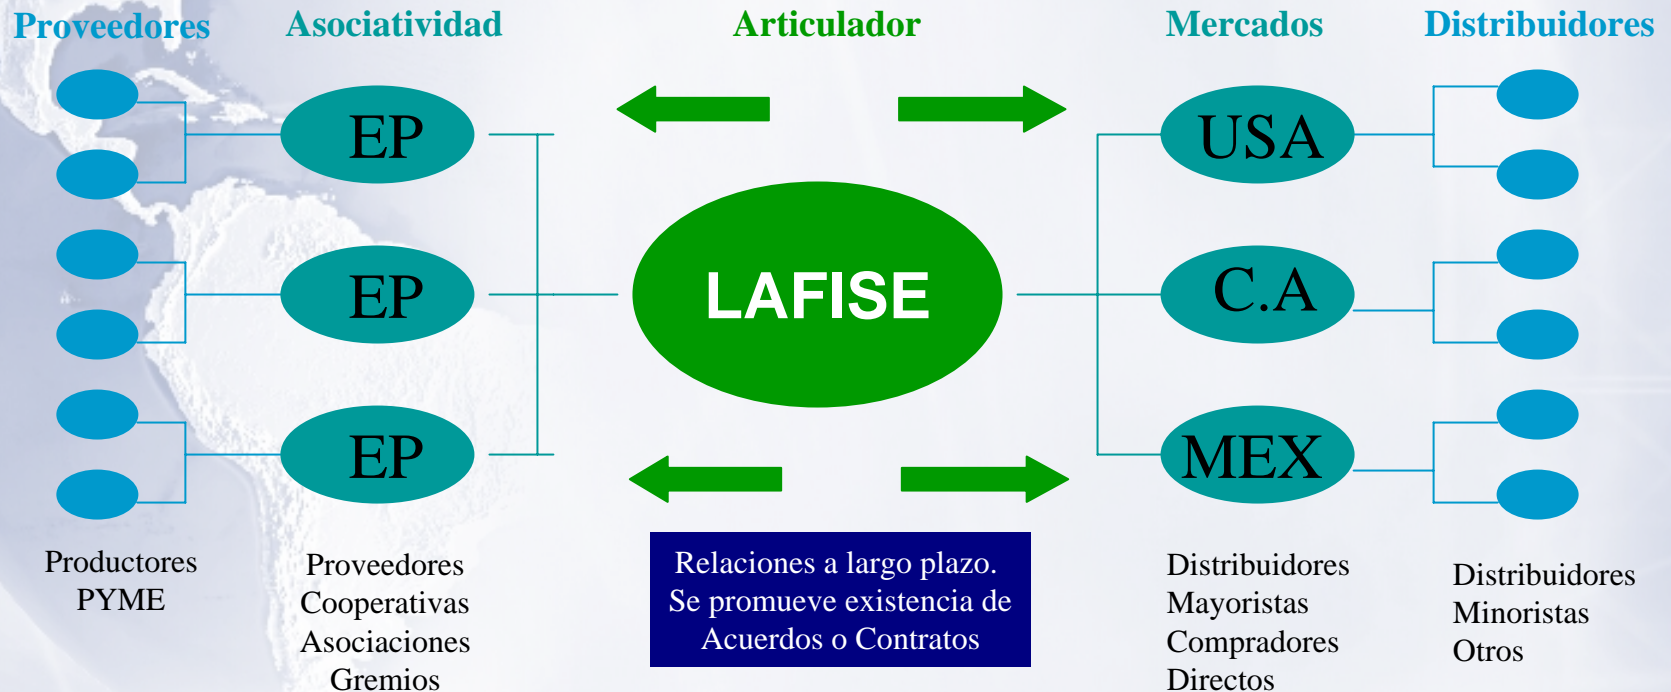 Proveedores
Asociatividad
Articulador
Mercados
Distribuidores
EP
USA
EP
LAFISE
C.A
EP
MEX
Productores
PYME
Proveedores
Cooperativas
Asociaciones
Gremios
Relaciones a largo plazo.
Se promueve existencia de
Acuerdos o Contratos
Distribuidores
Mayoristas
Compradores
Directos
Distribuidores
Minoristas
Otros